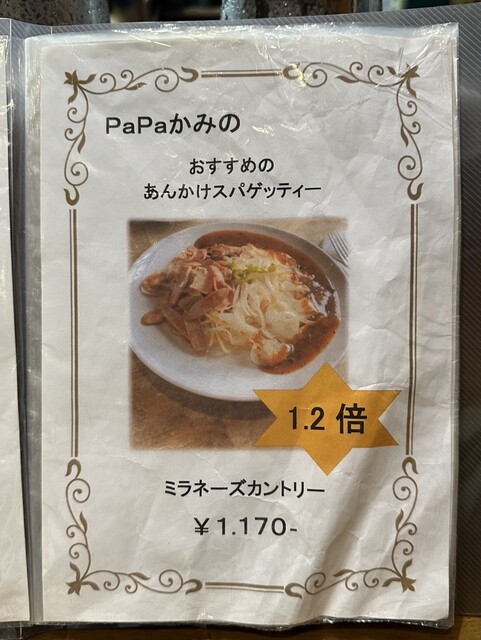 PaPaかみの
おすすめの
あんかけスパゲッティー
1.2 倍
ミラネーズカントリー
￥1.170-